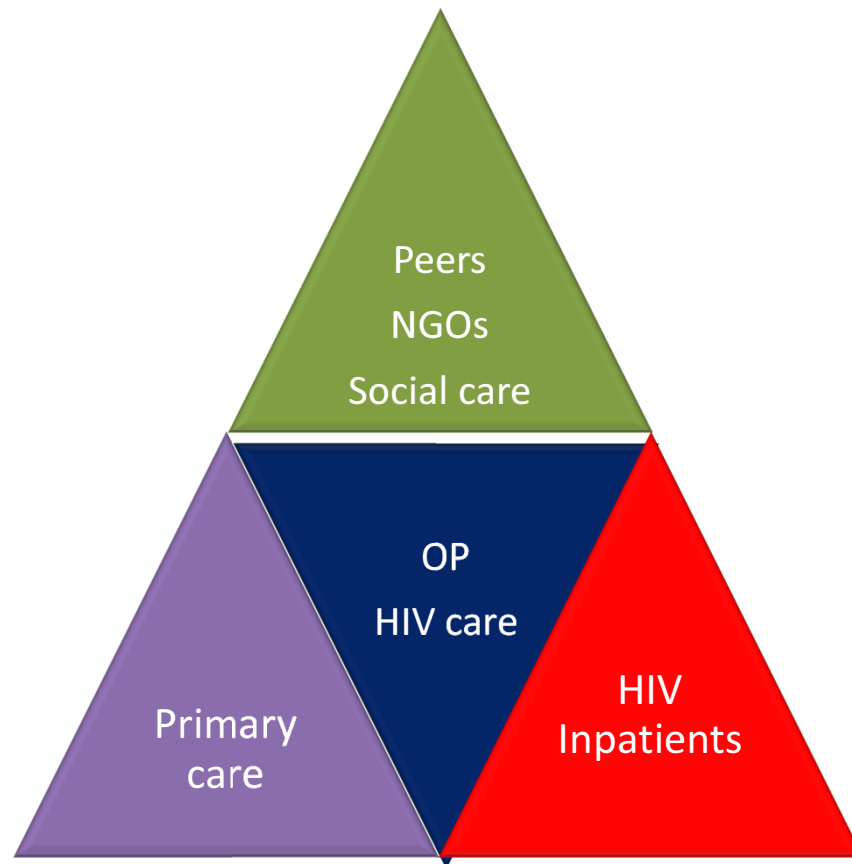 Peers
NGOs
Social care
OP
HIV care
Primary
care
HIV
Inpatients